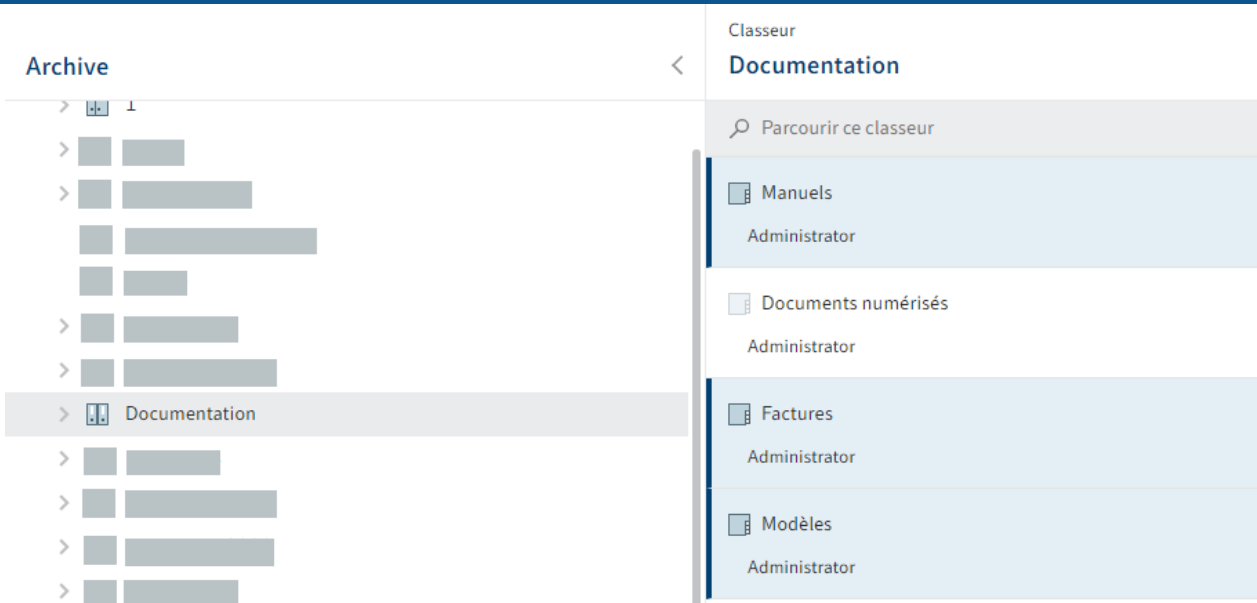 Archive
1
Documentation
Classeur
Documentation
Parcourir ce classeur
Manuels
Administrator
Documents numérisés
Administrator
Factures
Administrator
Modèles
Administrator